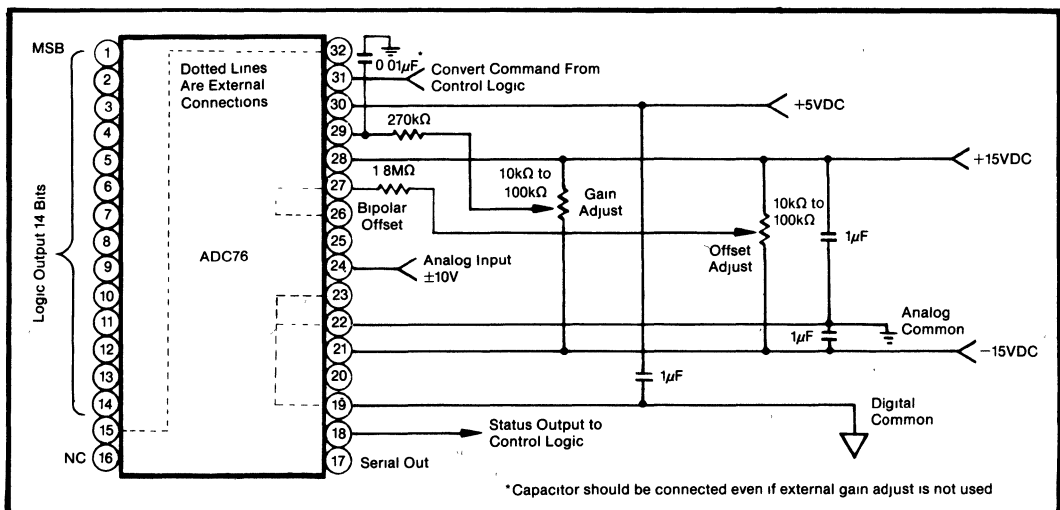 MSB
1
2
3
4
5
6
7
8
9
10
11
12
13
14
15
NC 16
Logic Output 14 Bits
Dotted Lines
Are External
Connections
ADC76
32
31
30
29
28
27
26
25
24
23
22
21
20
19
18
17
0 01µF
*
Convert Command From
Control Logic
+5VDC
270kΩ
+15VDC
1 8MΩ
10kΩ to
100kΩ
Gain
Adjust
10kΩ to
100kΩ
Offset
Adjust
1µF
Bipolar
Offset
Analog Input
±10V
Analog
Common
1µF
−15VDC
1µF
Digital
Common
Status Output to
Control Logic
Serial Out
*Capacitor should be connected even if external gain adjust is not used